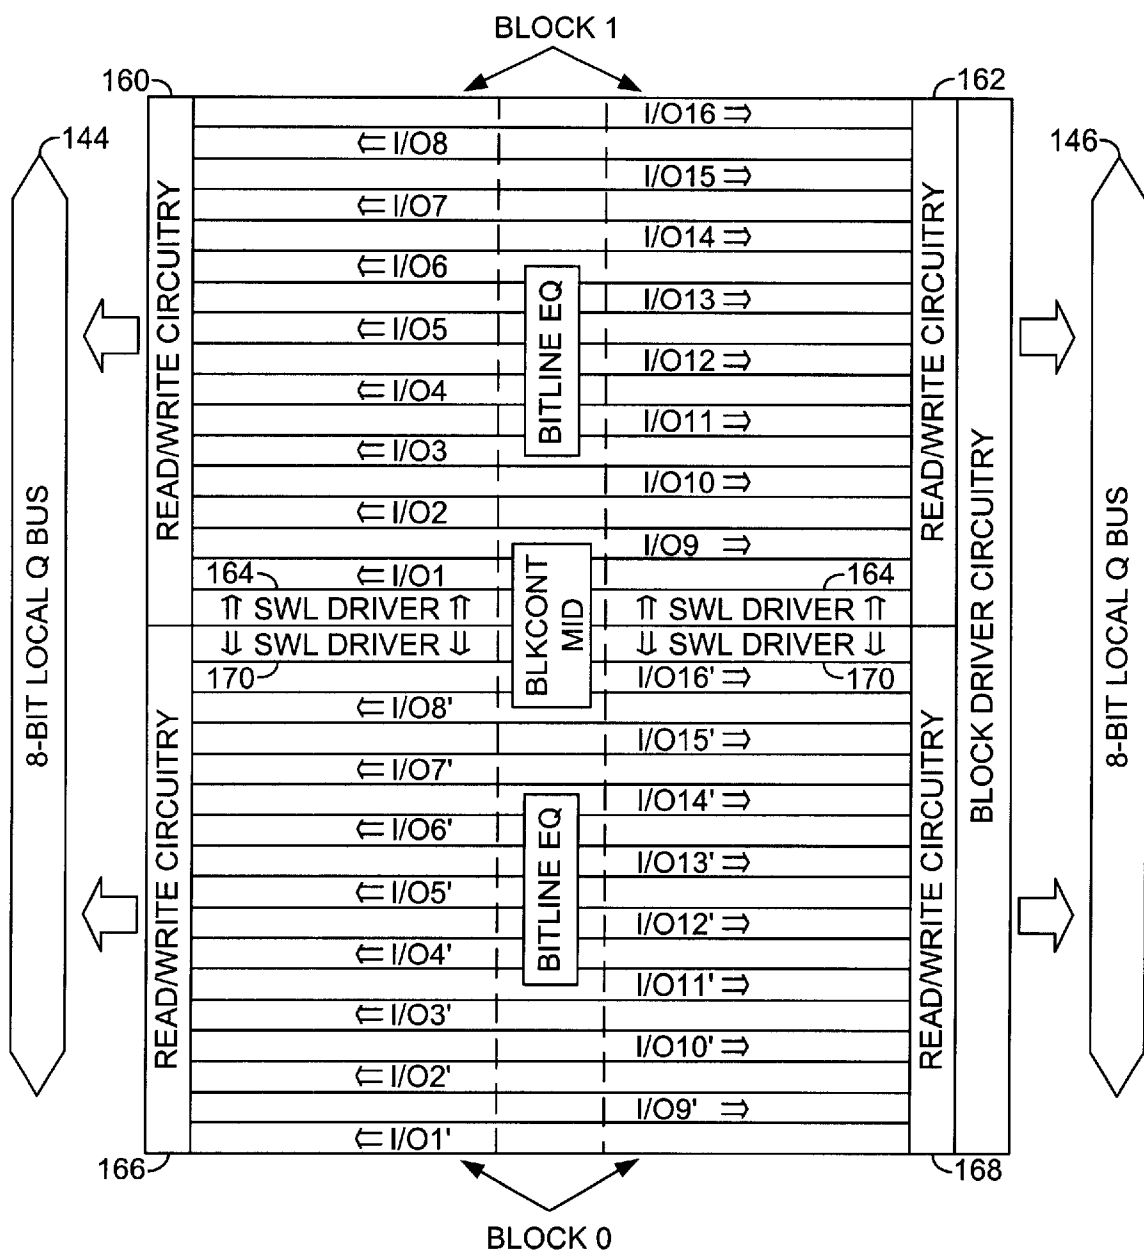 BLOCK 1
160
162
144
146
I/O16 ⇒
⇐ I/O8
I/O15 ⇒
⇐ I/O7
I/O14 ⇒
⇐ I/O6
I/O13 ⇒
⇐ I/O5
I/O12 ⇒
⇐ I/O4
I/O11 ⇒
⇐ I/O3
I/O10 ⇒
⇐ I/O2
I/O9 ⇒
⇐ I/O1
READ/WRITE CIRCUITRY
BITLINE EQ
READ/WRITE CIRCUITRY
8-BIT LOCAL Q BUS
BLKCONT
MID
BLOCK DRIVER CIRCUITRY
8-BIT LOCAL Q BUS
164
164
⇑ SWL DRIVER ⇑
⇑ SWL DRIVER ⇑
⇓ SWL DRIVER ⇓
⇓ SWL DRIVER ⇓
170
170
I/O16' ⇒
⇐ I/O8'
I/O15' ⇒
⇐ I/O7'
I/O14' ⇒
⇐ I/O6'
I/O13' ⇒
⇐ I/O5'
I/O12' ⇒
⇐ I/O4'
I/O11' ⇒
⇐ I/O3'
I/O10' ⇒
⇐ I/O2'
I/O9' ⇒
⇐ I/O1'
READ/WRITE CIRCUITRY
BITLINE EQ
READ/WRITE CIRCUITRY
166
168
BLOCK 0